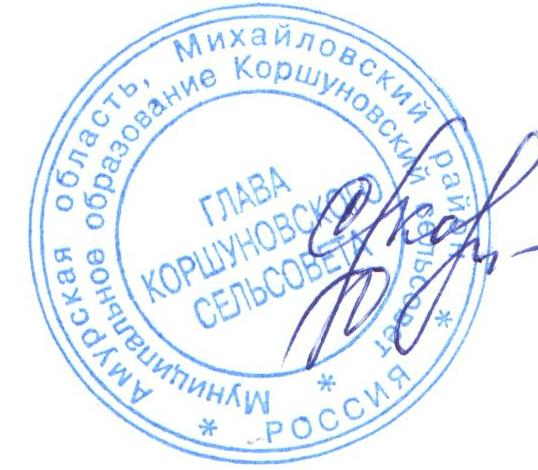 Амурская область, Михайловский район
* РОССИЯ *
Муниципальное образование Коршуновский сельсовет *
ГЛАВА
КОРШУНОВСКОГО
СЕЛЬСОВЕТА